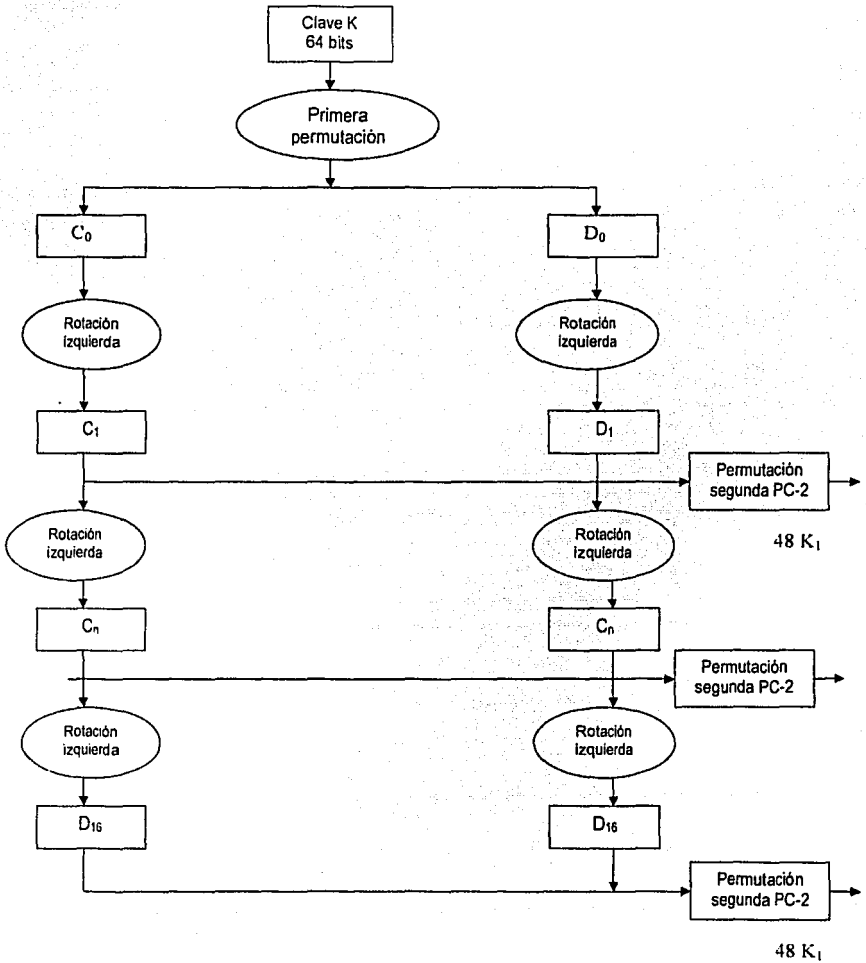 Clave K
64 bits
Primera
permutación
C₀
D₀
Rotación
izquierda
Rotación
izquierda
C₁
D₁
Permutación
segunda PC-2
48 K₁
Rotación
izquierda
Rotación
izquierda
Cₙ
Cₙ
Permutación
segunda PC-2
Rotación
izquierda
Rotación
izquierda
D₁₆
D₁₆
Permutación
segunda PC-2
48 K₁